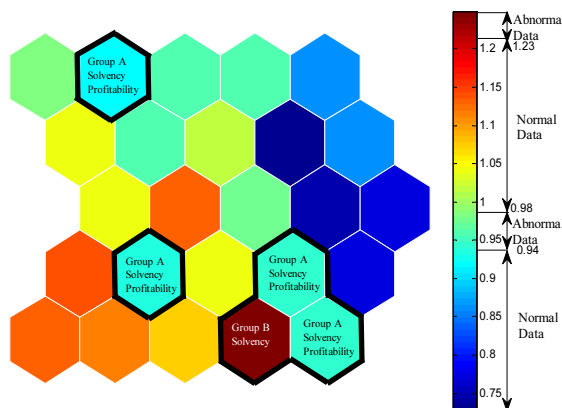 Group A
Solvency
Profitability
Group A
Solvency
Profitability
Group A
Solvency
Profitability
Group B
Solvency
Group A
Solvency
Profitability
1.2
1.15
1.1
1.05
1
0.95
0.9
0.85
0.8
0.75
Abnorma
Data
1.23
Normal
Data
0.98
Abnormal
Data
0.94
Normal
Data